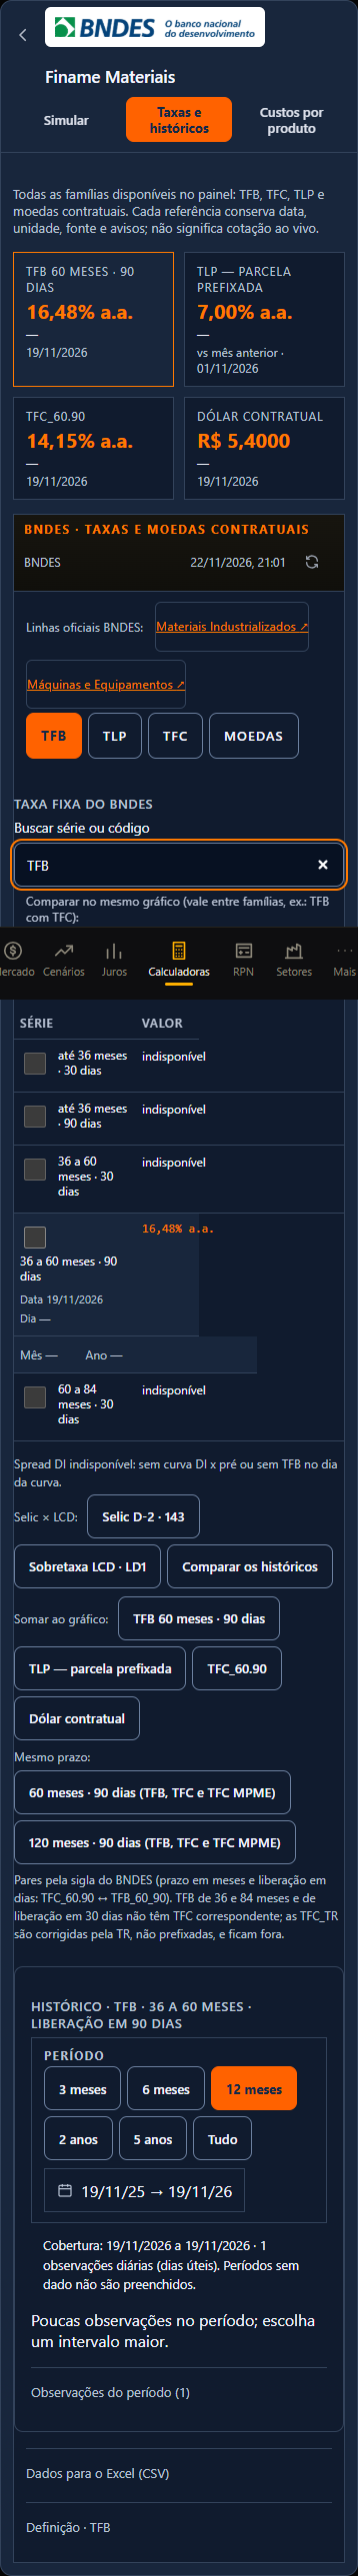 BNDES
O banco nacional
do desenvolvimento
Finame Materiais
Simular
Taxas e
históricos
Custos por
produto
Todas as famílias disponíveis no painel: TFB, TFC, TLP e
moedas contratuais. Cada referência conserva data,
unidade, fonte e avisos; não significa cotação ao vivo.
TFB 60 MESES · 90
DIAS
16,48% a.a.
—
19/11/2026
TLP — PARCELA
PREFIXADA
7,00% a.a.
—
vs mês anterior ·
01/11/2026
TFC_60.90
14,15% a.a.
—
19/11/2026
DÓLAR CONTRATUAL
R$ 5,4000
—
19/11/2026
BNDES · TAXAS E MOEDAS CONTRATUAIS
BNDES 22/11/2026, 21:01
Linhas oficiais BNDES: Materiais Industrializados ↗
Máquinas e Equipamentos ↗
TFB TLP TFC MOEDAS
TAXA FIXA DO BNDES
Buscar série ou código
TFB ×
Comparar no mesmo gráfico (vale entre famílias, ex.: TFB
com TFC):
ercado Cenários Juros Calculadoras RPN Setores Mais
SÉRIE VALOR
até 36 meses
· 30 dias
indisponível
até 36 meses
· 90 dias
indisponível
36 a 60
meses · 30
dias
indisponível
36 a 60 meses · 90
dias
16,48% a.a.
Data 19/11/2026
Dia —
Mês — Ano —
60 a 84
meses · 30
dias
indisponível
Spread DI indisponível: sem curva DI x pré ou sem TFB no dia
da curva.
Selic × LCD: Selic D-2 · 143
Sobretaxa LCD · LD1 Comparar os históricos
Somar ao gráfico: TFB 60 meses · 90 dias
TLP — parcela prefixada TFC_60.90
Dólar contratual
Mesmo prazo:
60 meses · 90 dias (TFB, TFC e TFC MPME)
120 meses · 90 dias (TFB, TFC e TFC MPME)
Pares pela sigla do BNDES (prazo em meses e liberação em
dias: TFC_60.90 ↔ TFB_60_90). TFB de 36 e 84 meses e de
liberação em 30 dias não têm TFC correspondente; as TFC_TR
são corrigidas pela TR, não prefixadas, e ficam fora.
HISTÓRICO · TFB · 36 A 60 MESES ·
LIBERAÇÃO EM 90 DIAS
PERÍODO
3 meses 6 meses 12 meses
2 anos 5 anos Tudo
19/11/25 → 19/11/26
Cobertura: 19/11/2026 a 19/11/2026 · 1
observações diárias (dias úteis). Períodos sem
dado não são preenchidos.
Poucas observações no período; escolha
um intervalo maior.
Observações do período (1)
Dados para o Excel (CSV)
Definição · TFB